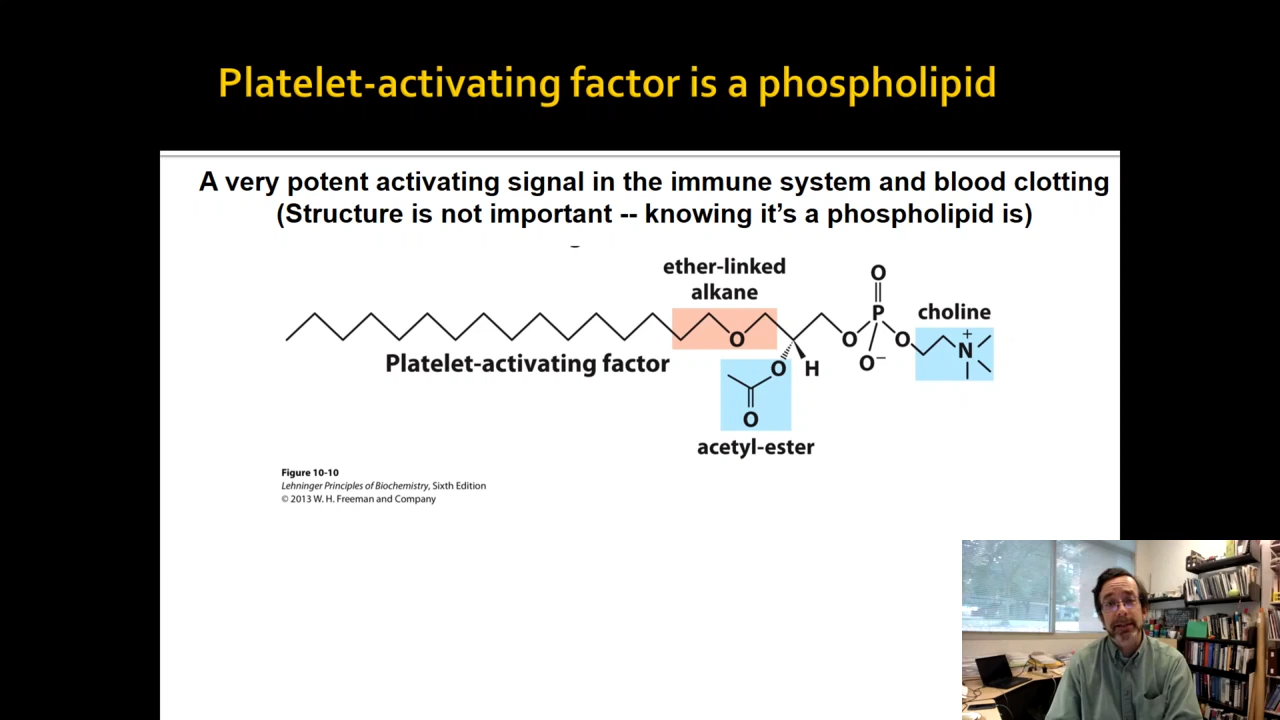 Platelet-activating factor is a phospholipid
A very potent activating signal in the immune system and blood clotting
(Structure is not important -- knowing it's a phospholipid is)
ether-linked
alkane
O
P
choline
+
O
O
O
N
O
H
O–
Platelet-activating factor
O
acetyl-ester
Figure 10-10
Lehninger Principles of Biochemistry, Sixth Edition
© 2013 W. H. Freeman and Company